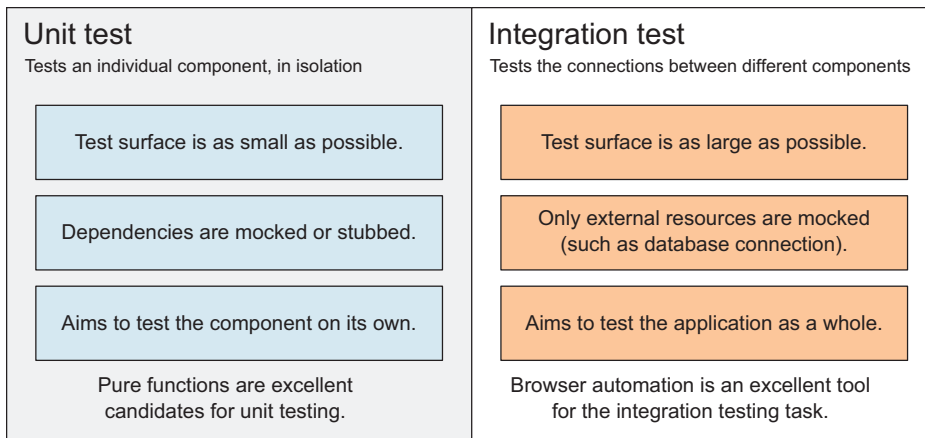 Unit test
Tests an individual component, in isolation
Test surface is as small as possible.
Dependencies are mocked or stubbed.
Aims to test the component on its own.
Pure functions are excellent
candidates for unit testing.
Integration test
Tests the connections between different components
Test surface is as large as possible.
Only external resources are mocked
(such as database connection).
Aims to test the application as a whole.
Browser automation is an excellent tool
for the integration testing task.